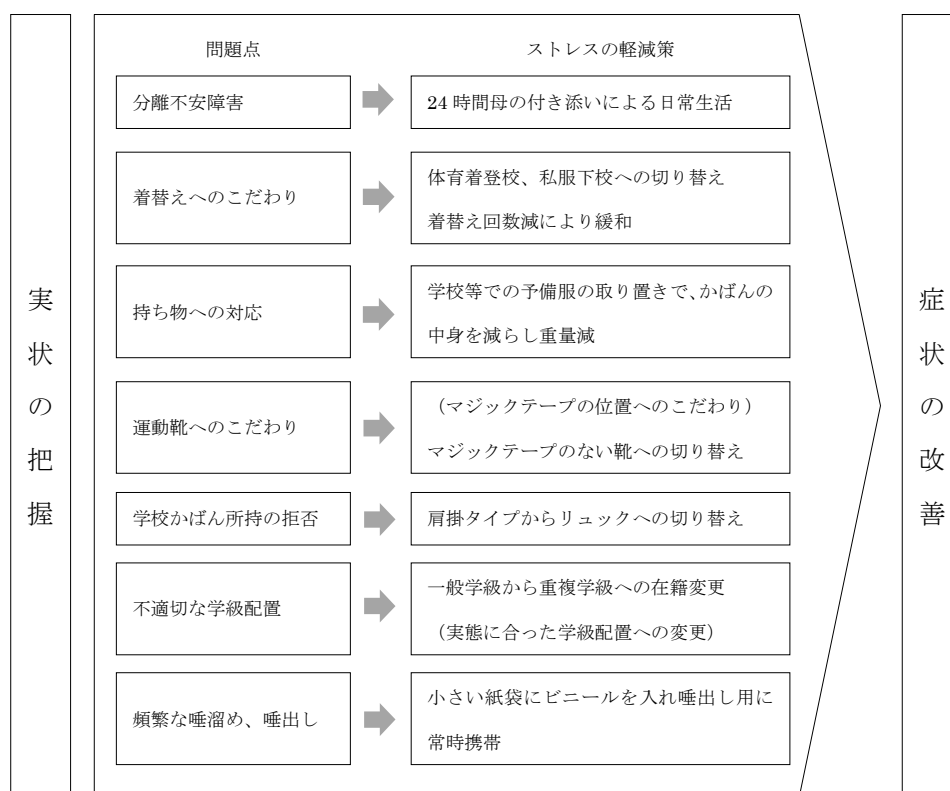 実状の把握
問題点
ストレスの軽減策
分離不安障害
24時間母の付き添いによる日常生活
着替えへのこだわり
体育着登校、私服下校への切り替え
着替え回数減により緩和
持ち物への対応
学校等での予備服の取り置きで、かばんの
中身を減らし重量減
運動靴へのこだわり
（マジックテープの位置へのこだわり）
マジックテープのない靴への切り替え
学校かばん所持の拒否
肩掛タイプからリュックへの切り替え
不適切な学級配置
一般学級から重複学級への在籍変更
（実態に合った学級配置への変更）
頻繁な唾溜め、唾出し
小さい紙袋にビニールを入れ唾出し用に
常時携帯
症状の改善